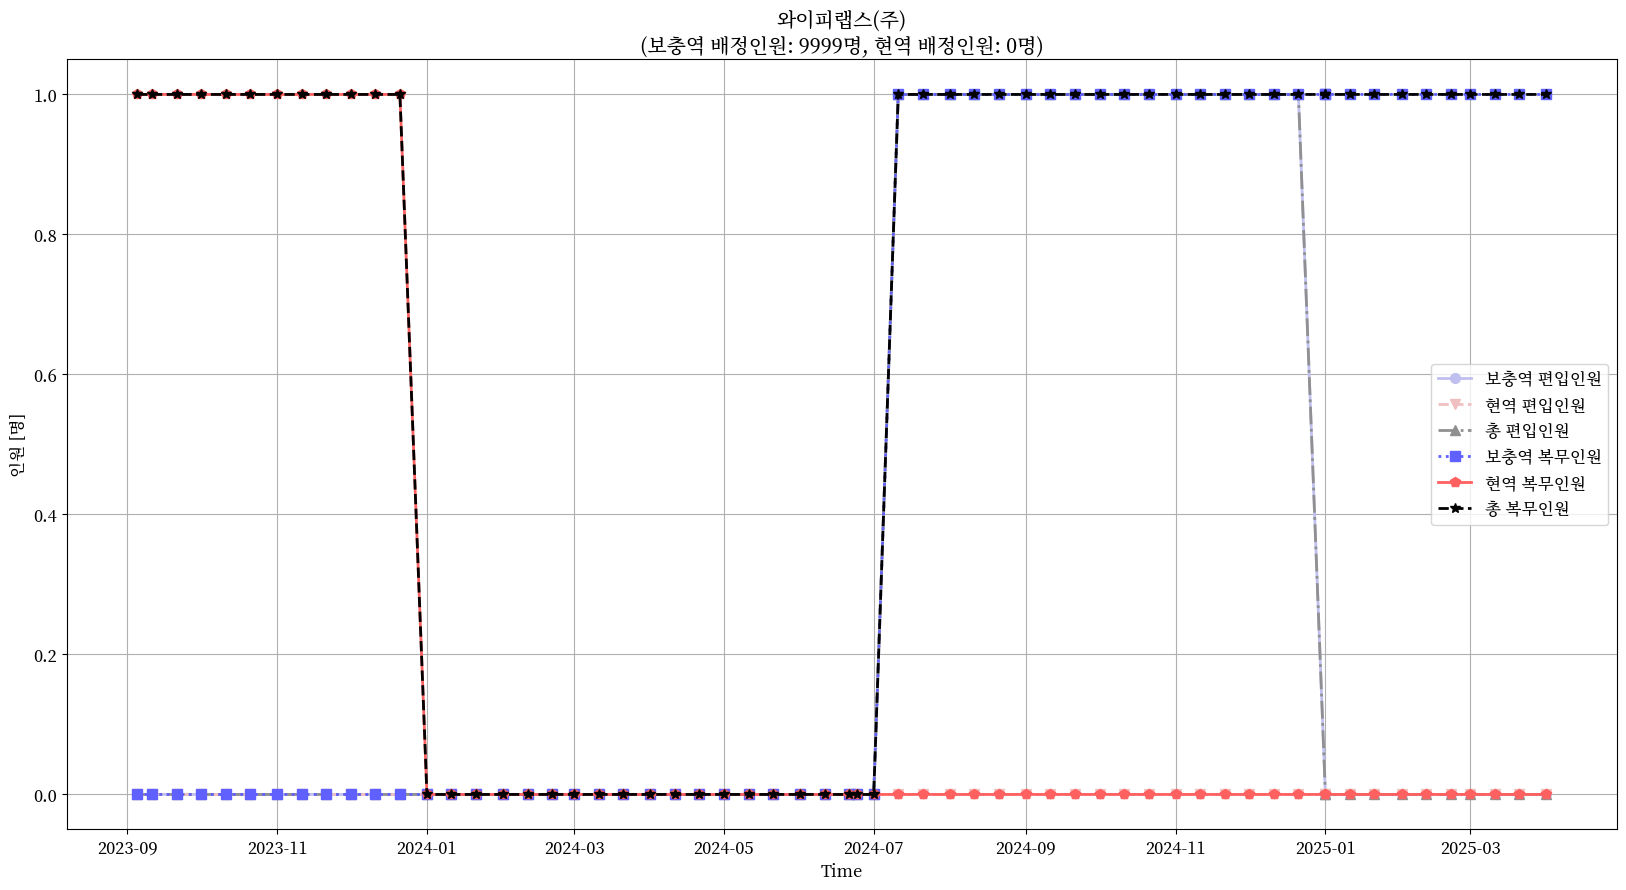 와이피랩스(주)
(보충역 배정인원: 9999명, 현역 배정인원: 0명)
1.0
0.8
0.6
0.4
0.2
0.0
인원 [명]
보충역 편입인원
현역 편입인원
총 편입인원
보충역 복무인원
현역 복무인원
총 복무인원
2023-09 2023-11 2024-01 2024-03 2024-05 2024-07 2024-09 2024-11 2025-01 2025-03
Time